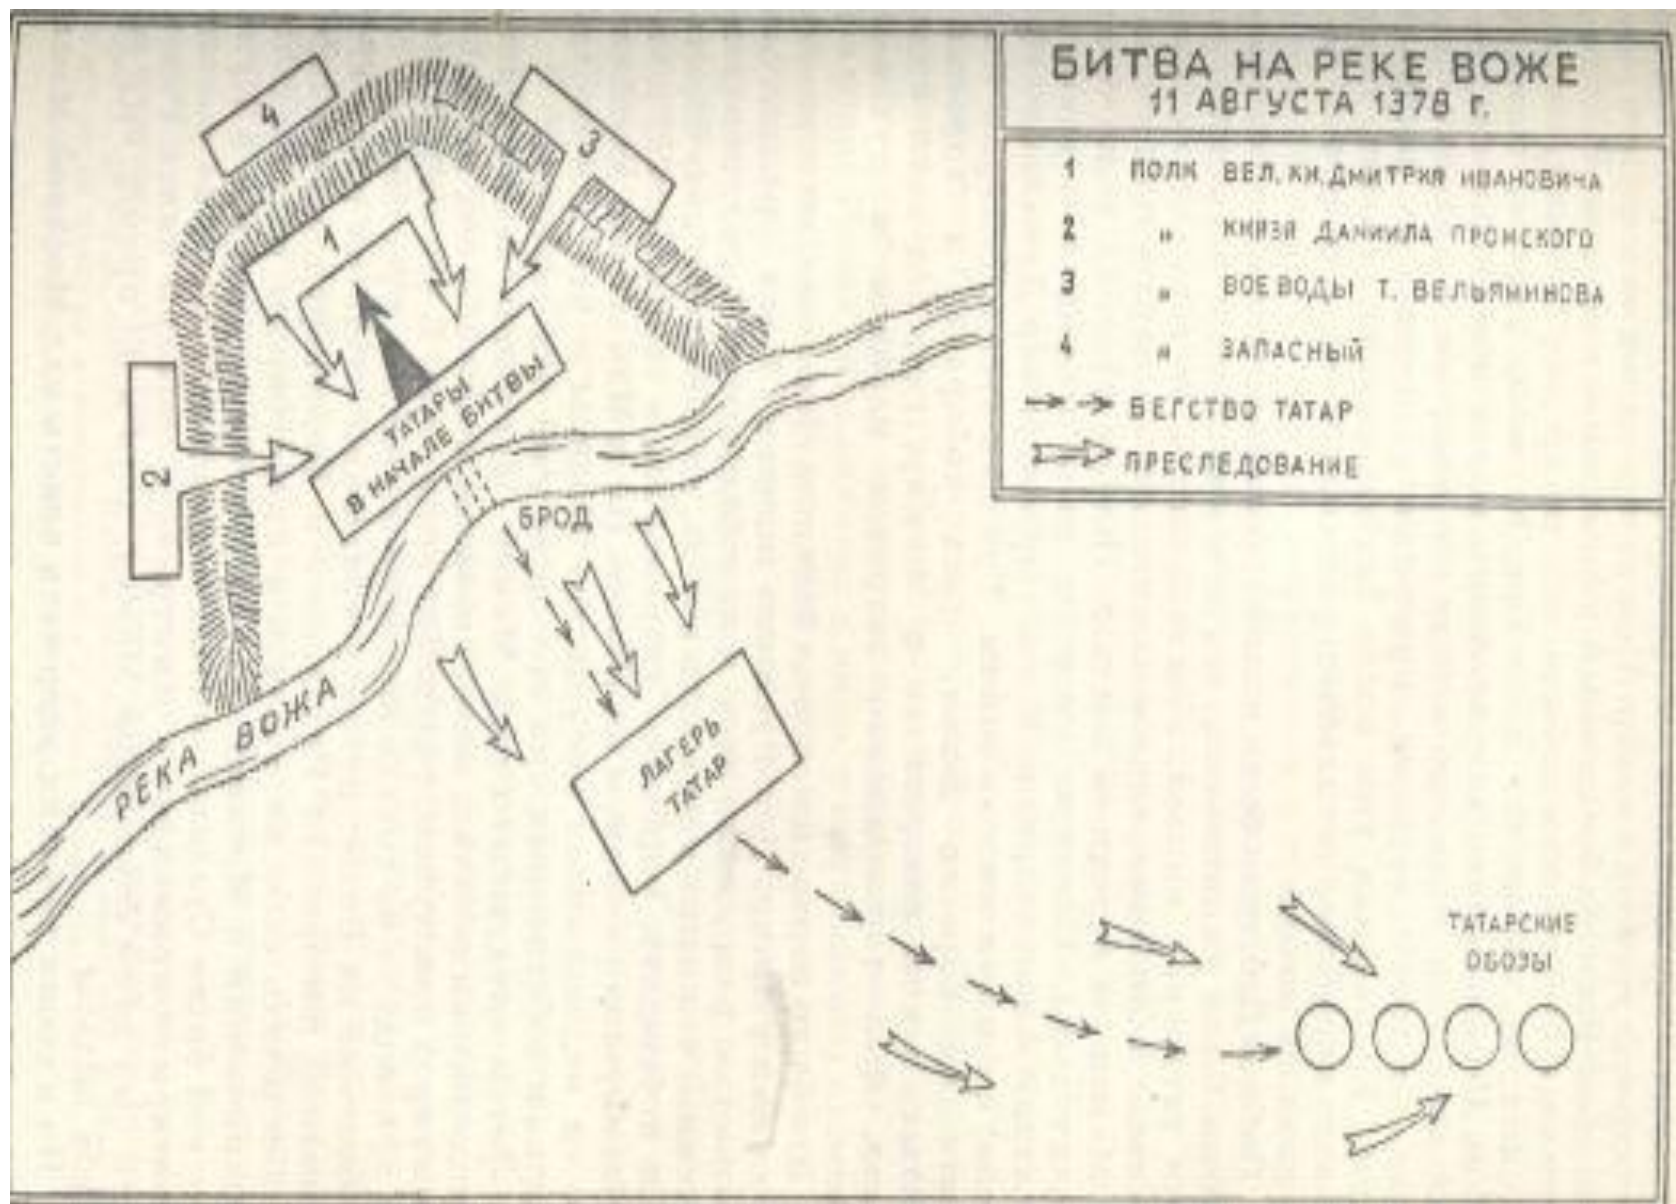 БИТВА НА РЕКЕ ВОЖЕ
11 АВГУСТА 1378 г.
1 ПОЛК ВЕЛ. КН. ДМИТРИЯ ИВАНОВИЧА
2 „ КНЯЗЯ ДАНИИЛА ПРОНСКОГО
3 „ ВОЕВОДЫ Т. ВЕЛЬЯМИНОВА
4 „ ЗАПАСНЫЙ
БЕГСТВО ТАТАР
ПРЕСЛЕДОВАНИЕ
4
3
1
2
ТАТАРЫ
В НАЧАЛЕ БИТВЫ
БРОД
РЕКА ВОЖА
ЛАГЕРЬ
ТАТАР
ТАТАРСКИЕ
ОБОЗЫ